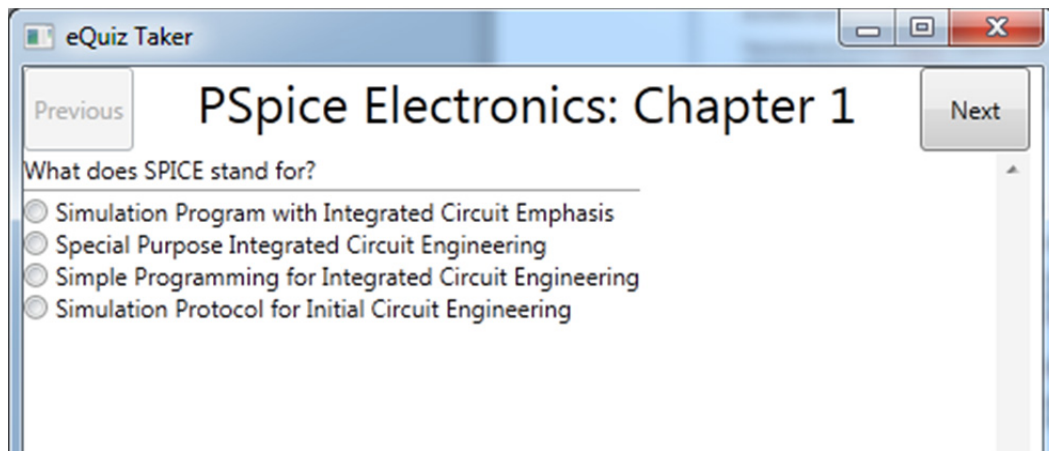 eQuiz Taker
Previous
PSpice Electronics: Chapter 1
Next
What does SPICE stand for?
Simulation Program with Integrated Circuit Emphasis
Special Purpose Integrated Circuit Engineering
Simple Programming for Integrated Circuit Engineering
Simulation Protocol for Initial Circuit Engineering